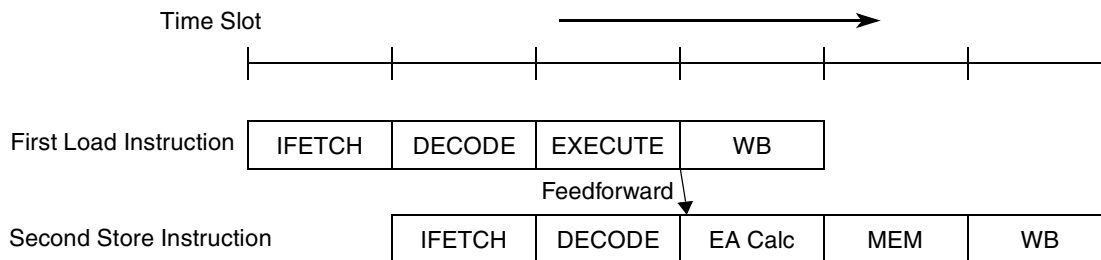 Time Slot
First Load Instruction IFETCH DECODE EXECUTE WB
Feedforward
Second Store Instruction IFETCH DECODE EA Calc MEM WB